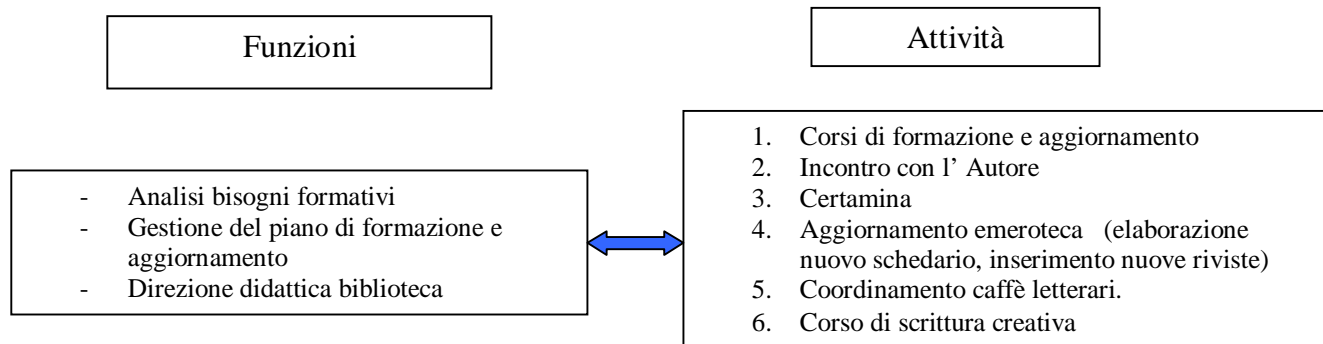 Funzioni
Attività
- Analisi bisogni formativi
- Gestione del piano di formazione e
aggiornamento
- Direzione didattica biblioteca
1. Corsi di formazione e aggiornamento
2. Incontro con l’ Autore
3. Certamina
4. Aggiornamento emeroteca (elaborazione
nuovo schedario, inserimento nuove riviste)
5. Coordinamento caffè letterari.
6. Corso di scrittura creativa